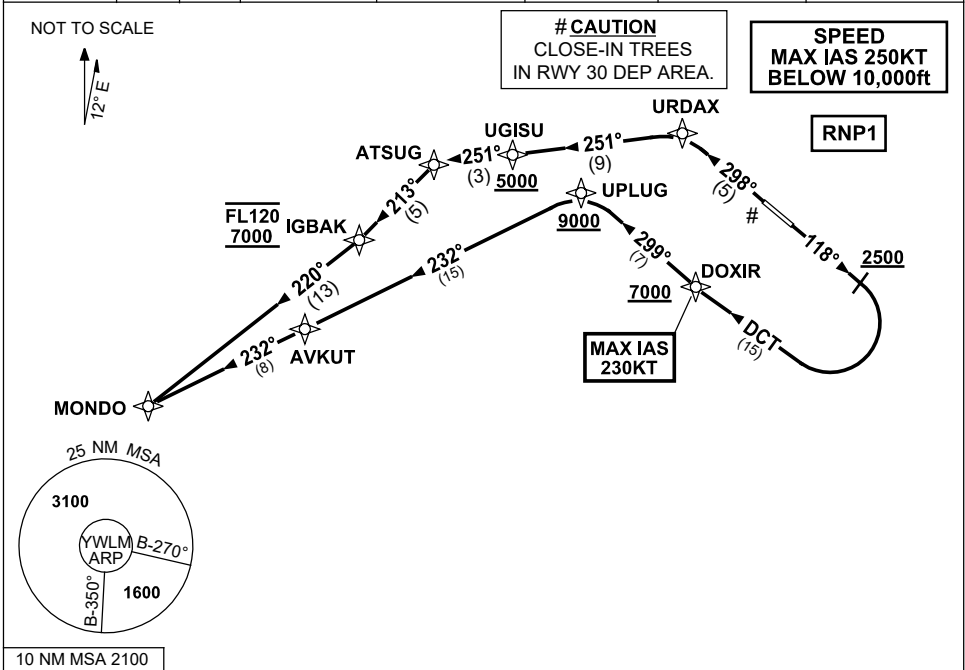 NOT TO SCALE
12° E
# CAUTION
CLOSE-IN TREES
IN RWY 30 DEP AREA.
SPEED
MAX IAS 250KT
BELOW 10,000ft
RNP1
URDAX
UGISU
ATSUG
251°
(9)
251°
(3)
5000
298°
(5)
#
118°
2500
213°
(5)
FL120
7000
IGBAK
UPLUG
9000
299°
(7)
DOXIR
7000
220°
(13)
232°
(15)
DCT
(15)
MAX IAS
230KT
AVKUT
232°
(8)
MONDO
25 NM MSA
3100
YWLM
ARP
B-270°
B-350°
1600
10 NM MSA 2100